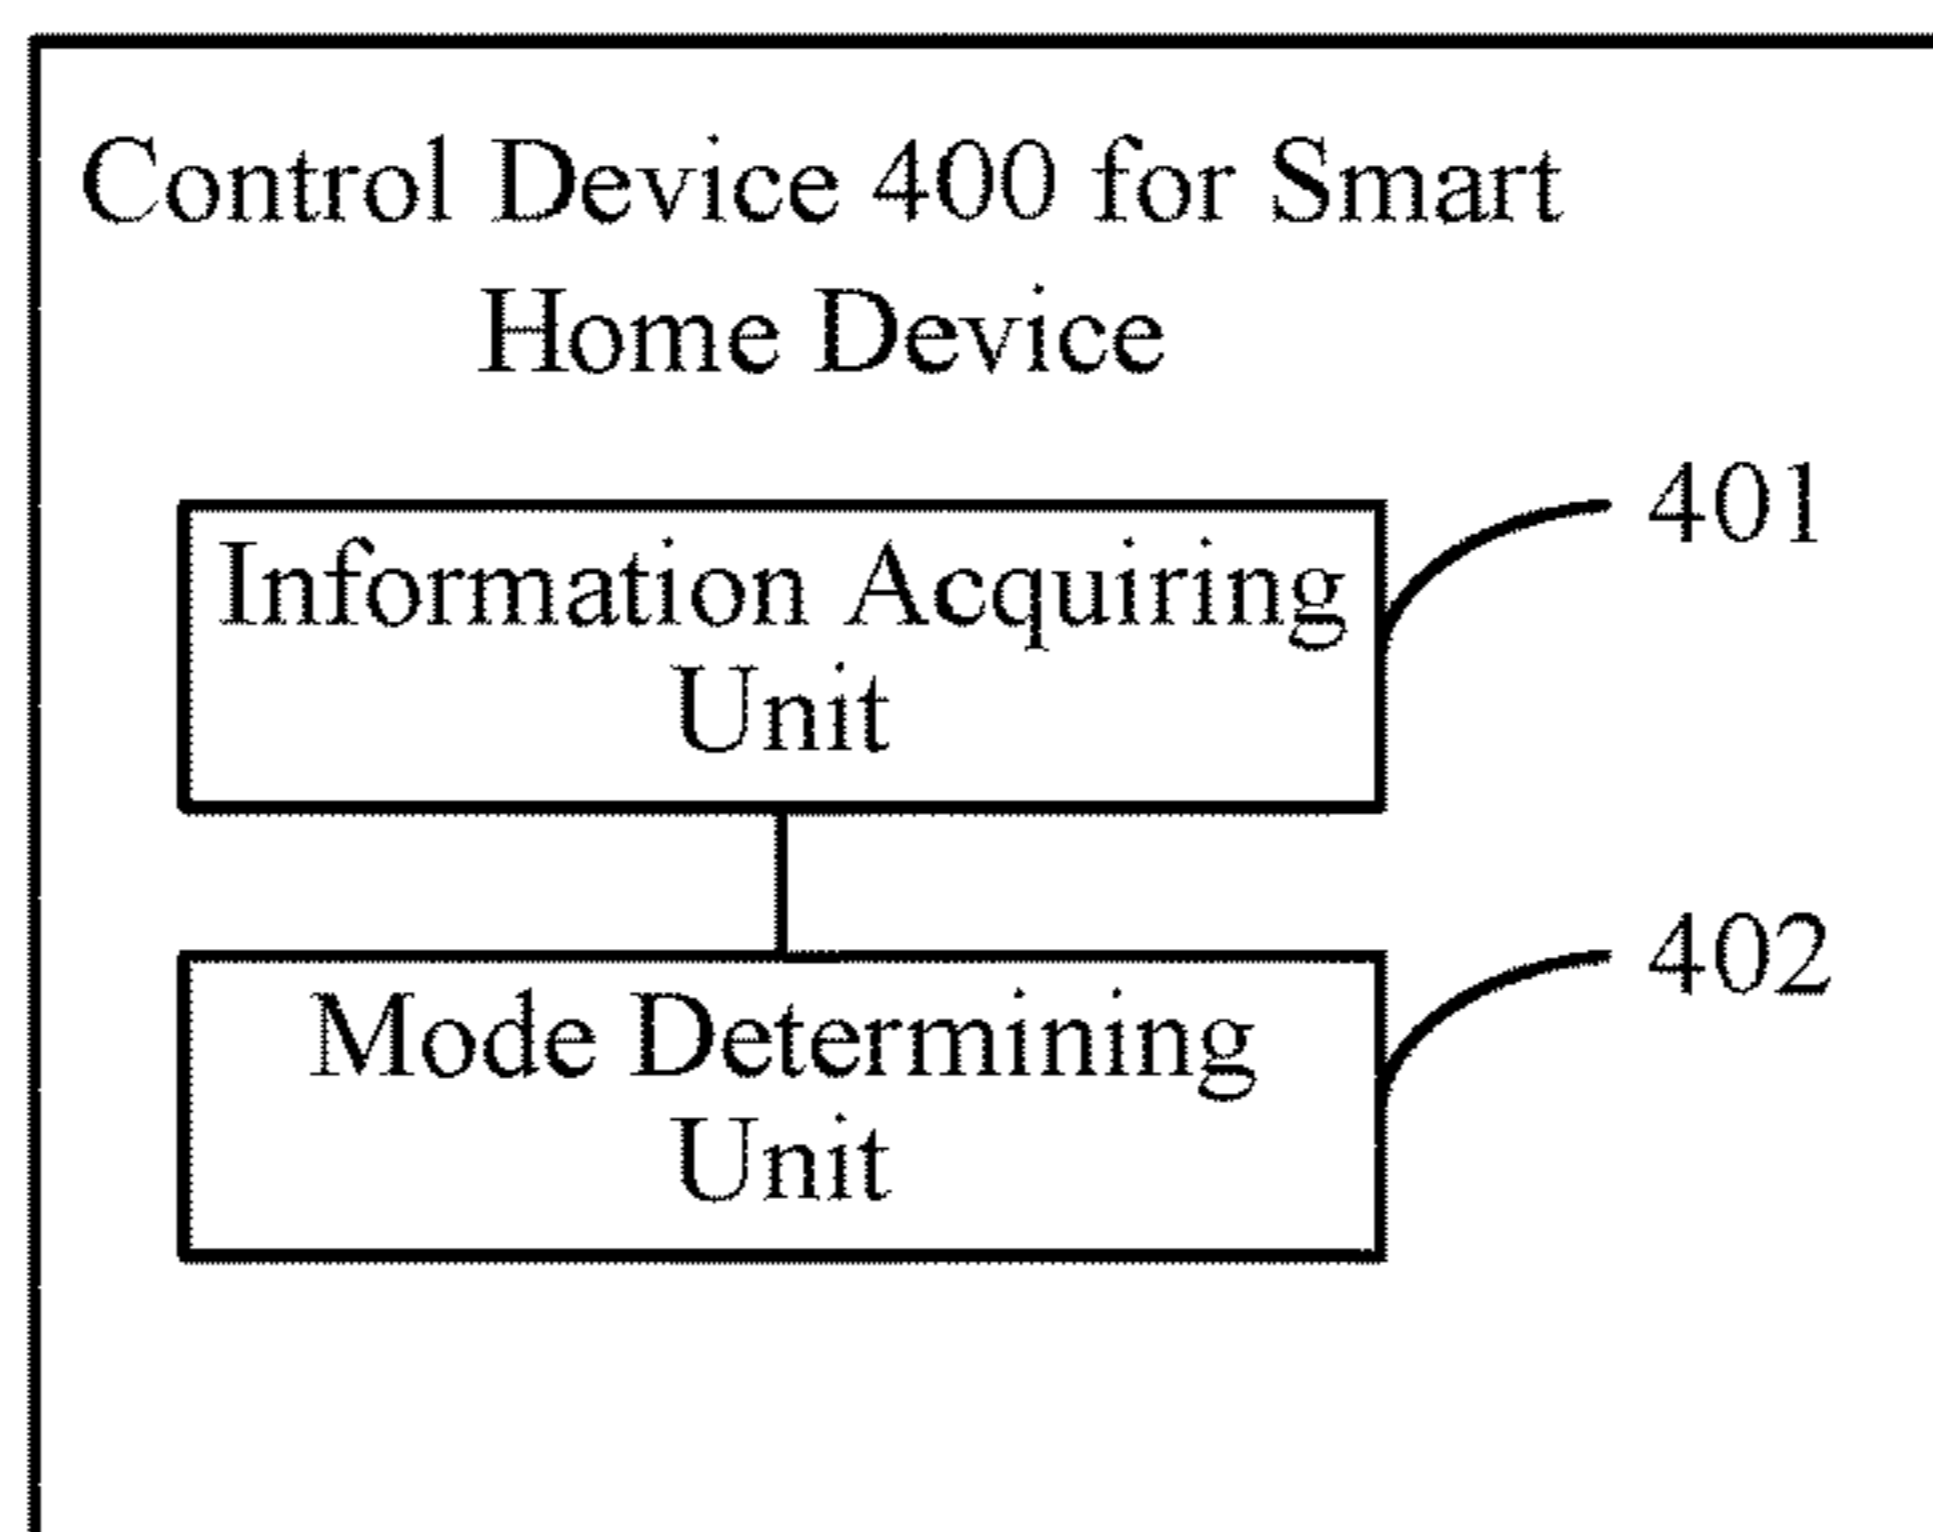 Control Device 400 for Smart
Home Device
401
Information Acquiring
Unit
402
Mode Determining
Unit